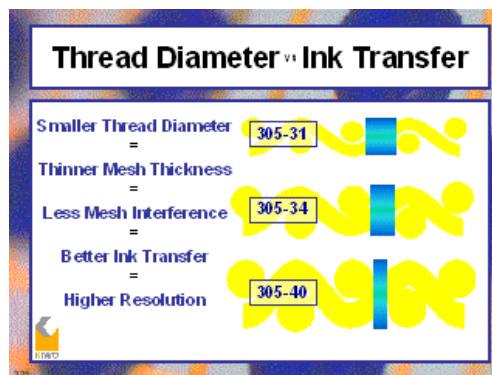 Thread Diameter vs Ink Transfer
Smaller Thread Diameter
=
Thinner Mesh Thickness
=
Less Mesh Interference
=
Better Ink Transfer
=
Higher Resolution
305-31
305-34
305-40